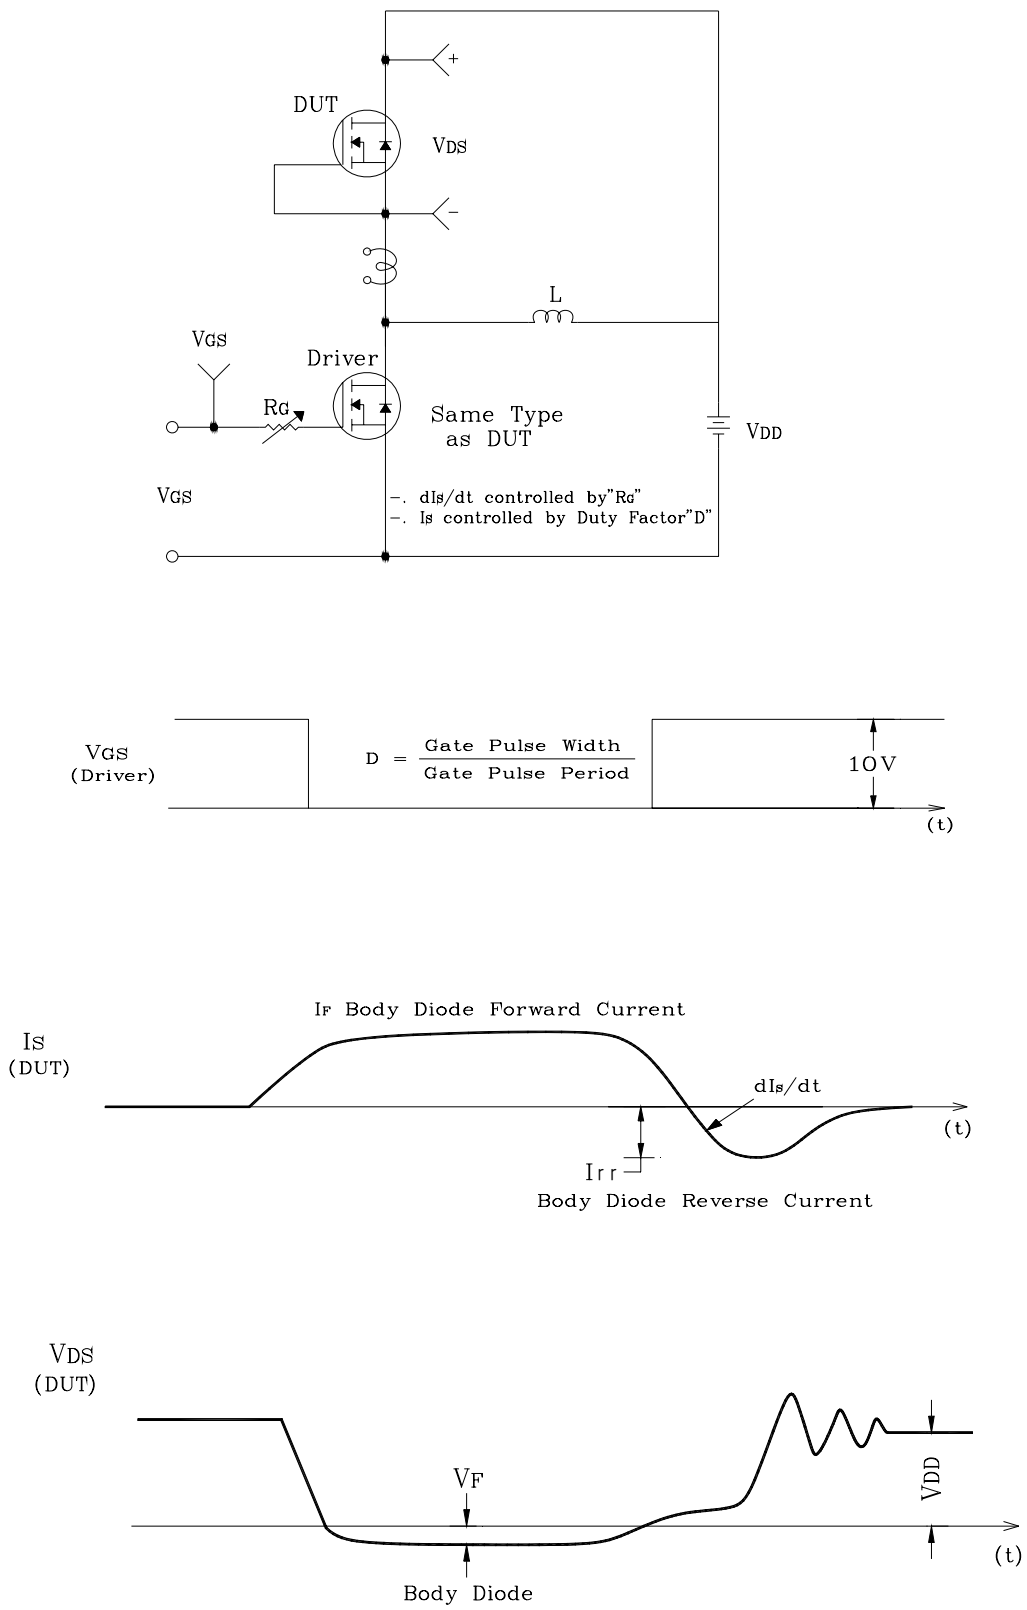 +
DUT
VDS
−
L
VGS
Driver
RG
Same Type
as DUT
VDD
VGS
−. dIs/dt controlled by"RG"
−. Is controlled by Duty Factor"D"
VGS
(Driver)
D = Gate Pulse Width
Gate Pulse Period
10V
(t)
IF Body Diode Forward Current
IS
(DUT)
dIs/dt
(t)
Irr
Body Diode Reverse Current
VDS
(DUT)
VF
VDD
(t)
Body Diode